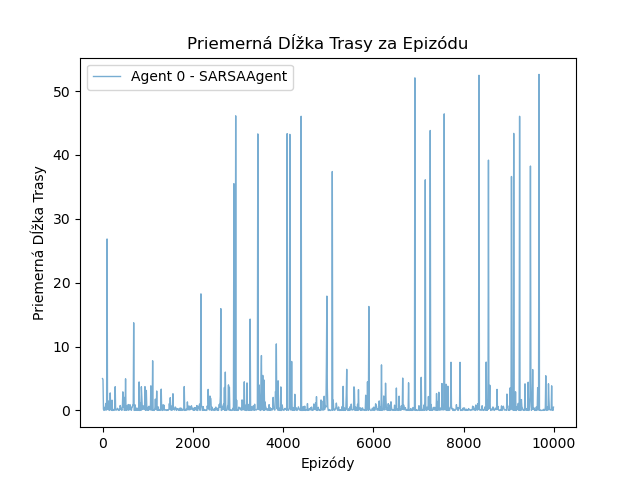 Priemerná Dĺžka Trasy za Epizódu
Agent 0 - SARSAAgent
Priemerná Dĺžka Trasy
50
40
30
20
10
0
0 2000 4000 6000 8000 10000
Epizódy